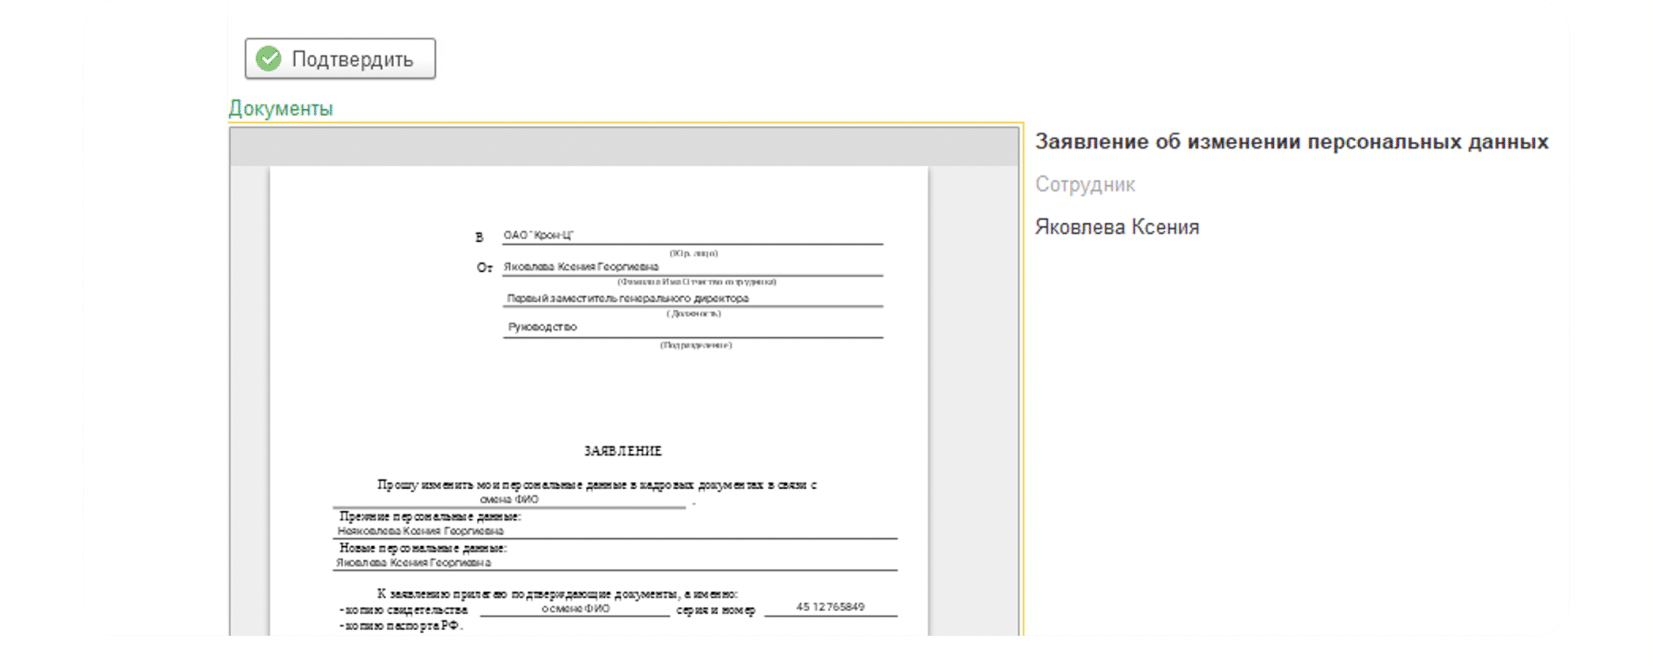 Подтвердить
Документы
Заявление об изменении персональных данных
Сотрудник
Яковлева Ксения
В ОАО "Крон-Ц"
(Юр. лицо)
От Яковлева Ксения Георгиевна
(Фамилия Имя Отчество сотрудника)
Первый заместитель генерального директора
(Должность)
Руководство
(Подразделение)
ЗАЯВЛЕНИЕ
Прошу изменить мои персональные данные в кадровых документах в связи с
смена ФИО .
Прежние персональные данные:
Неяковлева Ксения Георгиевна
Новые персональные данные:
Яковлева Ксения Георгиевна
К заявлению прилагаю подтверждающие документы, а именно:
- копию свидетельства о смене ФИО серия и номер 45 12765849
- копию паспорта РФ.